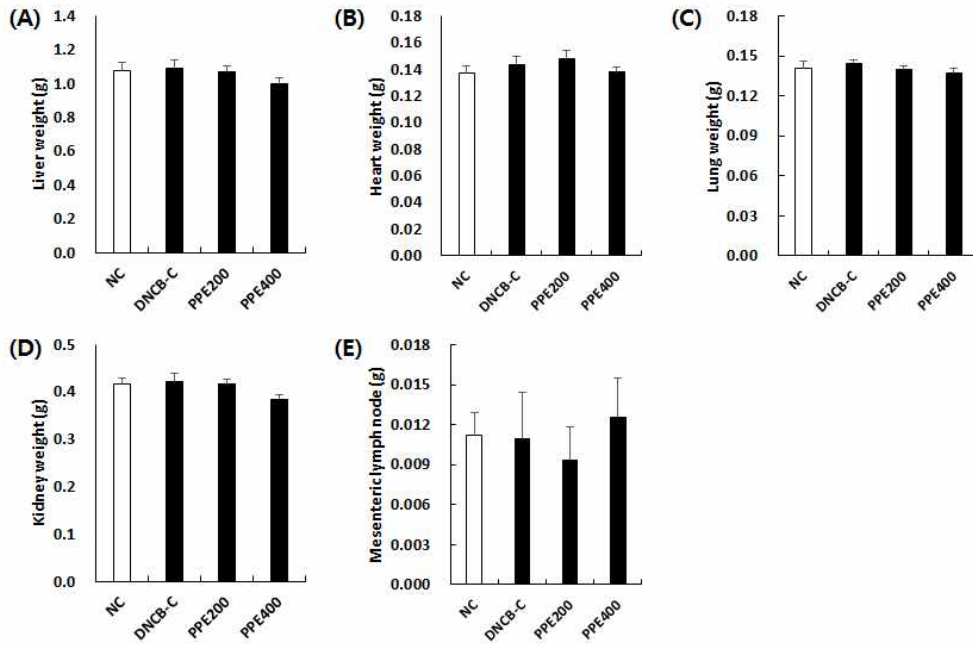 (A)
Liver weight (g)
1.4
1.2
1.0
0.8
0.6
0.4
0.2
0.0
NC
DNCB-C
PPE200
PPE400
(B)
Heart weight (g)
0.18
0.16
0.14
0.12
0.10
0.08
0.06
0.04
0.02
0.00
NC
DNCB-C
PPE200
PPE400
(C)
Lung weight (g)
0.18
0.15
0.12
0.09
0.06
0.03
0.00
NC
DNCB-C
PPE200
PPE400
(D)
Kidney weight (g)
0.5
0.4
0.3
0.2
0.1
0.0
NC
DNCB-C
PPE200
PPE400
(E)
Mesenteric lymph node (g)
0.018
0.015
0.012
0.009
0.006
0.003
0.000
NC
DNCB-C
PPE200
PPE400